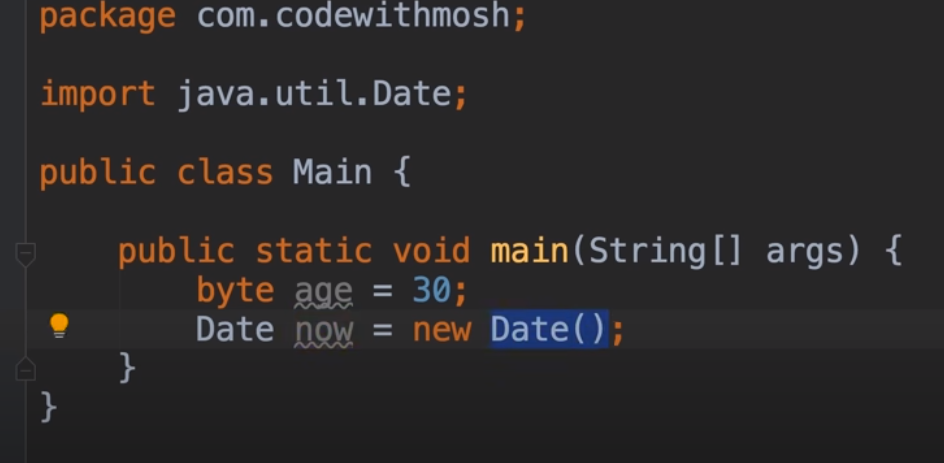 package com.codewithmosh;
import java.util.Date;
public class Main {
public static void main(String[] args) {
byte age = 30;
Date now = new Date();
}
}